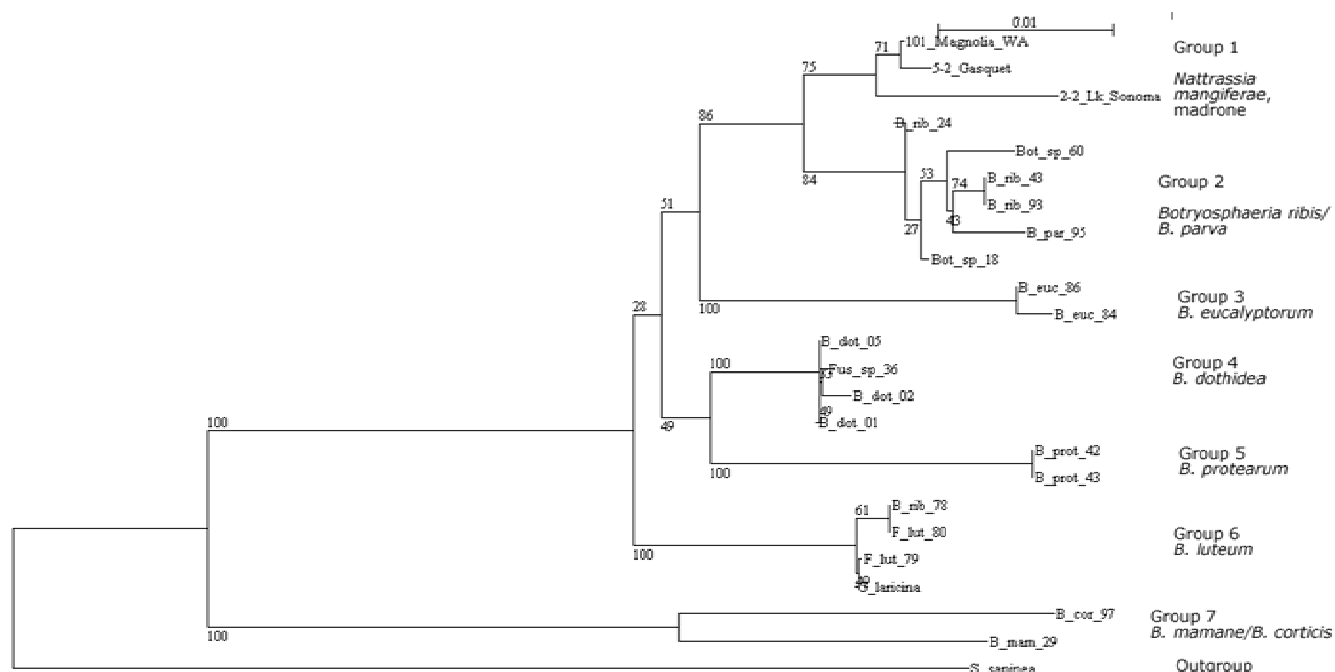 0.01
71
101_Magnolia_WA
Group 1
5-2_Gasquet
75
Nattrassia
mangiferae,
madrone
2-2_Lk_Sonoma
86
B_rib_24
Bot_sp_60
84
53
74
B_rib_43
Group 2
B_rib_93
51
43
Botryosphaeria ribis/
B. parva
27
B_par_95
Bot_sp_18
B_euc_86
Group 3
100
28
B_euc_84
B. eucalyptorum
B_dot_05
100
Fus_sp_36
Group 4
B. dothidea
B_dot_02
49
49
B_dot_01
100
B_prot_42
Group 5
100
B_prot_43
B. protearum
61
B_rib_78
F_lut_80
Group 6
100
B. luteum
F_lut_79
G_laricina
B_cor_97
Group 7
100
B_mam_29
B. mamane/B. corticis
S_sapinea
Outgroup